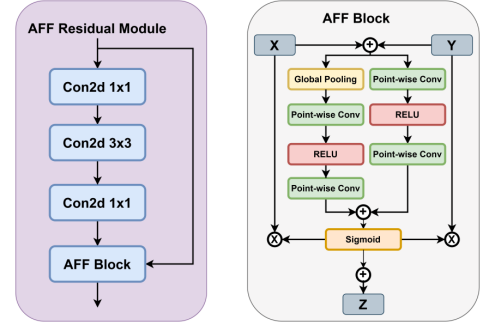 AFF Residual Module
Con2d 1x1
Con2d 3x3
Con2d 1x1
AFF Block
AFF Block
X
+
Y
Global Pooling
Point-wise Conv
Point-wise Conv
RELU
RELU
Point-wise Conv
Point-wise Conv
+
X
Sigmoid
X
+
Z